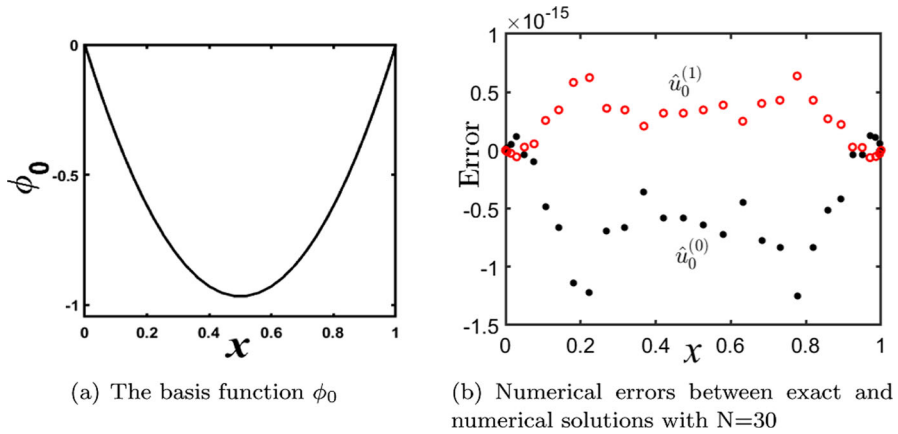 0
-0.5
-1
ϕ₀
0 0.2 0.4 0.6 0.8 1
x
(a) The basis function ϕ₀
×10⁻¹⁵
1
0.5
0
-0.5
-1
-1.5
Error
û₀⁽¹⁾
û₀⁽⁰⁾
0 0.2 0.4 0.6 0.8 1
x
(b) Numerical errors between exact and
numerical solutions with N=30